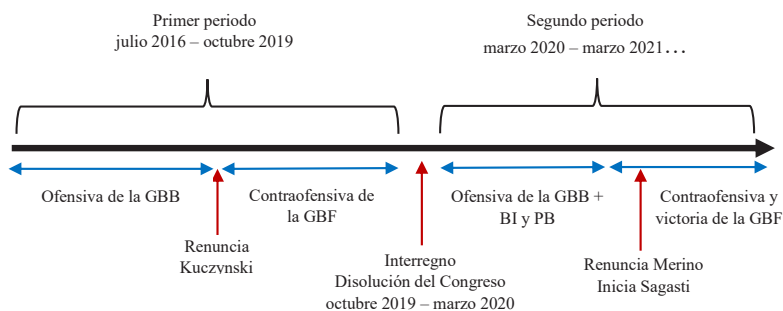 Primer periodo
julio 2016 – octubre 2019
Segundo periodo
marzo 2020 – marzo 2021...
Ofensiva de la GBB
Contraofensiva de
la GBF
Ofensiva de la GBB +
BI y PB
Contraofensiva y
victoria de la GBF
Renuncia
Kuczynski
Interregno
Disolución del Congreso
octubre 2019 – marzo 2020
Renuncia Merino
Inicia Sagasti